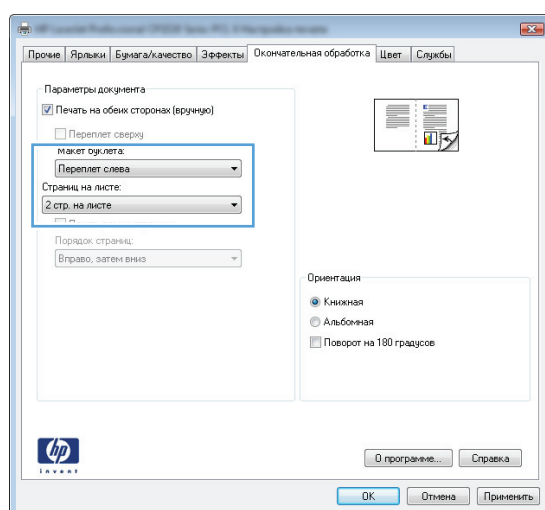 Прочие Ярлыки Бумага/качество Эффекты Окончательная обработка Цвет Службы
Параметры документа
Печать на обеих сторонах (вручную)
Переплет сверху
Макет буклета:
Переплет слева
Страниц на листе:
2 стр. на листе
Порядок страниц:
Вправо, затем вниз
Ориентация
Книжная
Альбомная
Поворот на 180 градусов
hp
invent
О программе... Справка
OK Отмена Применить